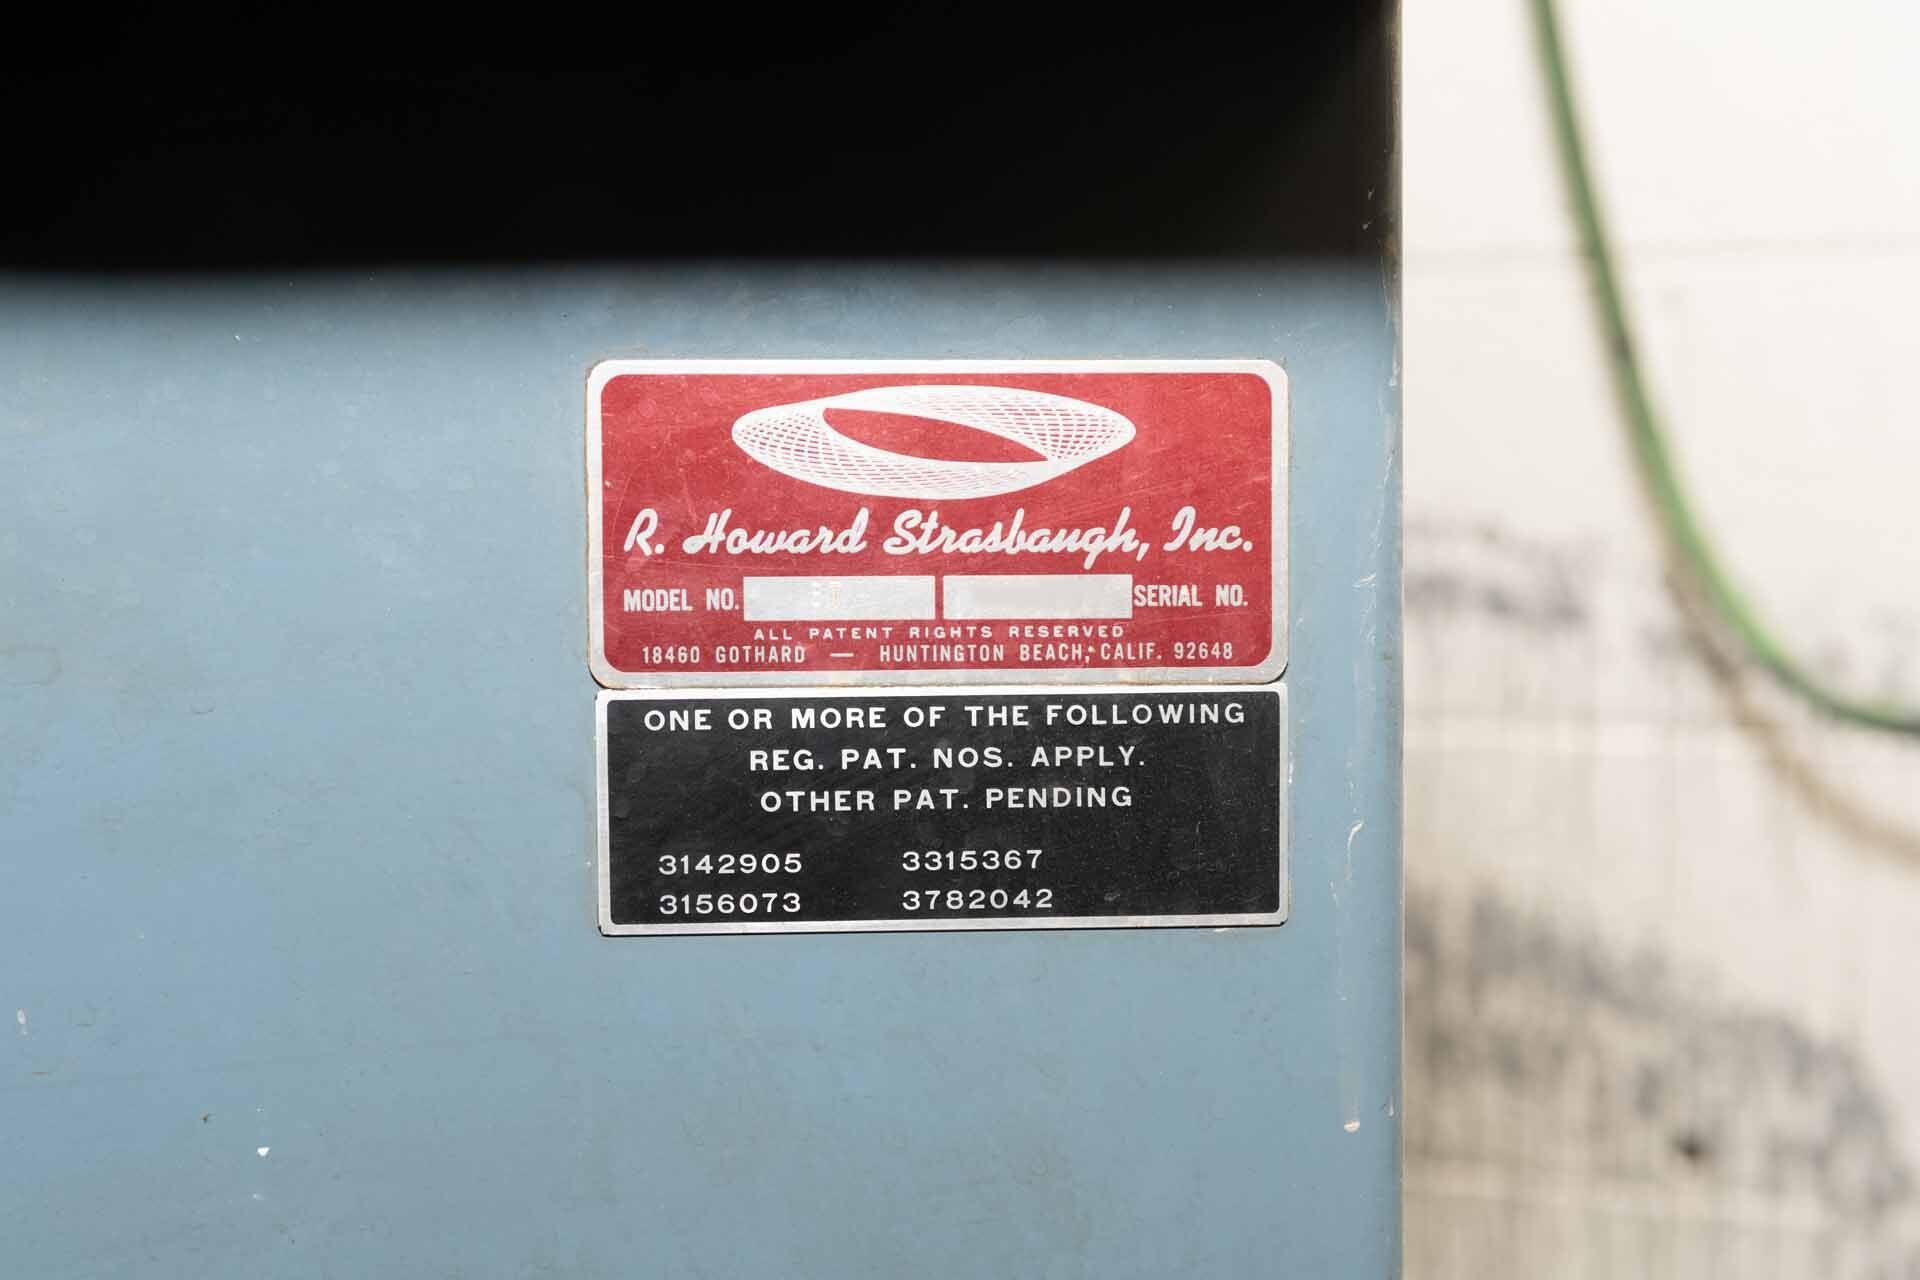 R. Howard Strasbaugh, Inc.
MODEL NO. SERIAL NO.
ALL PATENT RIGHTS RESERVED
18460 GOTHARD — HUNTINGTON BEACH, CALIF. 92648
ONE OR MORE OF THE FOLLOWING
REG. PAT. NOS. APPLY.
OTHER PAT. PENDING
3142905 3315367
3156073 3782042